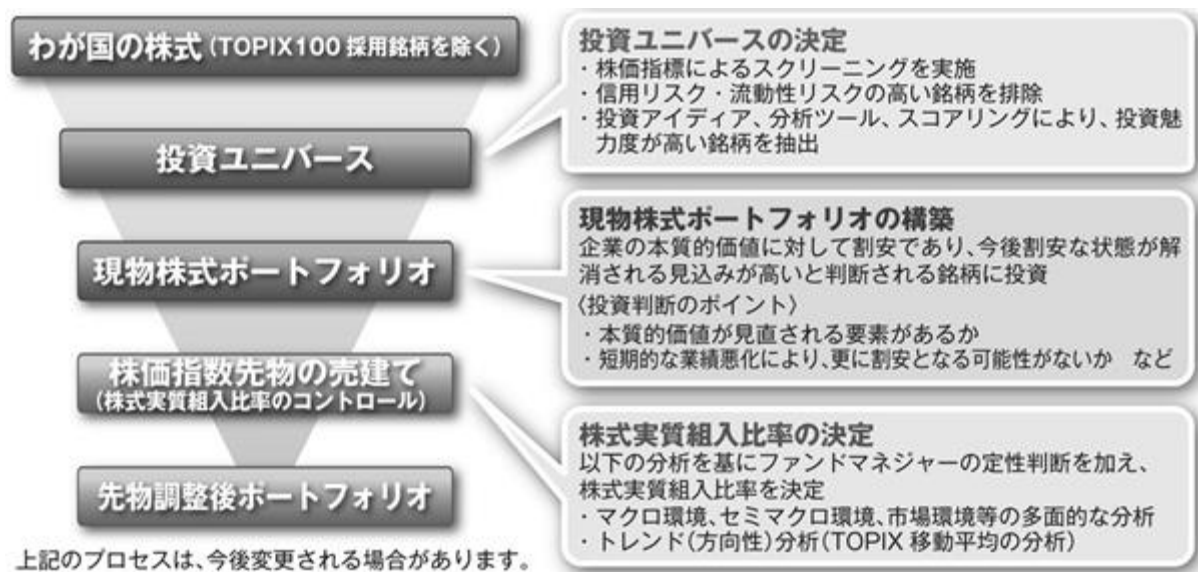 わが国の株式(TOPIX100 採用銘柄を除く)
投資ユニバース
現物株式ポートフォリオ
株価指数先物の売建て
(株式実質組入比率のコントロール)
先物調整後ポートフォリオ
上記のプロセスは、今後変更される場合があります。
投資ユニバースの決定
・株価指標によるスクリーニングを実施
・信用リスク・流動性リスクの高い銘柄を排除
・投資アイディア、分析ツール、スコアリングにより、投資魅
力度が高い銘柄を抽出
現物株式ポートフォリオの構築
企業の本質的価値に対して割安であり、今後割安な状態が解
消される見込みが高いと判断される銘柄に投資
〈投資判断のポイント〉
・本質的価値が見直される要素があるか
・短期的な業績悪化により、更に割安となる可能性がないか　など
株式実質組入比率の決定
以下の分析を基にファンドマネジャーの定性判断を加え、
株式実質組入比率を決定
・マクロ環境、セミマクロ環境、市場環境等の多面的な分析
・トレンド(方向性)分析(TOPIX 移動平均の分析)